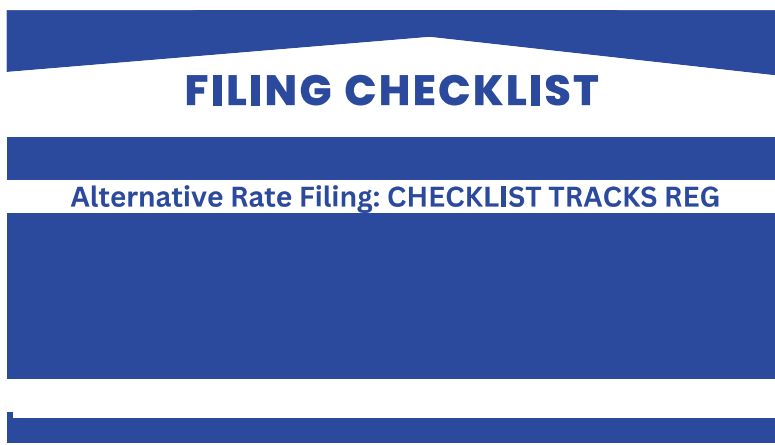 FILING CHECKLIST
Alternative Rate Filing: CHECKLIST TRACKS REG